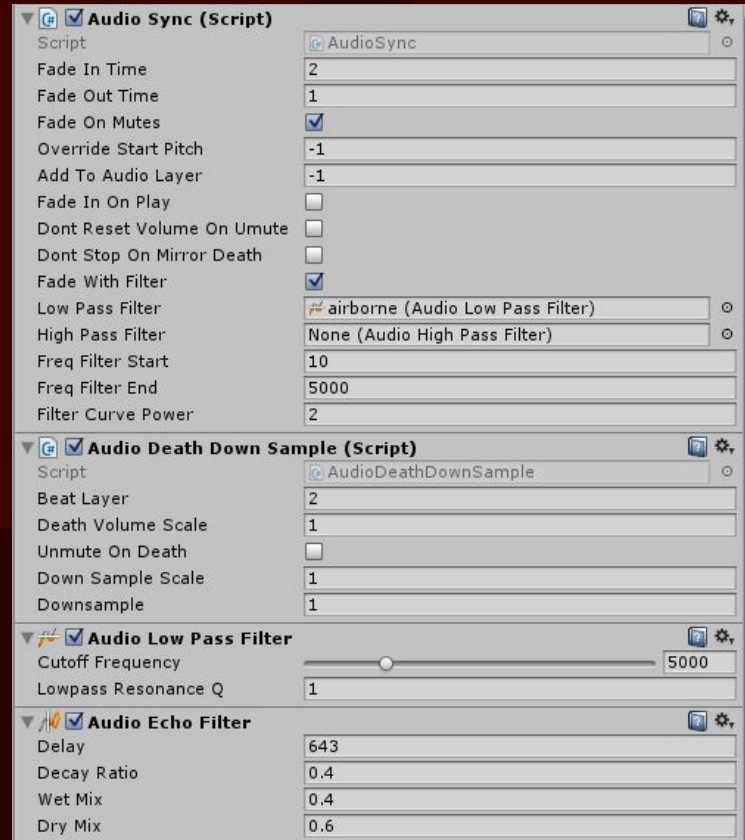 Audio Sync (Script)
Script AudioSync
Fade In Time 2
Fade Out Time 1
Fade On Mutes
Override Start Pitch -1
Add To Audio Layer -1
Fade In On Play
Dont Reset Volume On Umute
Dont Stop On Mirror Death
Fade With Filter
Low Pass Filter airborne (Audio Low Pass Filter)
High Pass Filter None (Audio High Pass Filter)
Freq Filter Start 10
Freq Filter End 5000
Filter Curve Power 2
Audio Death Down Sample (Script)
Script AudioDeathDownSample
Beat Layer 2
Death Volume Scale 1
Unmute On Death
Down Sample Scale 1
Downsample 1
Audio Low Pass Filter
Cutoff Frequency 5000
Lowpass Resonance Q 1
Audio Echo Filter
Delay 643
Decay Ratio 0.4
Wet Mix 0.4
Dry Mix 0.6